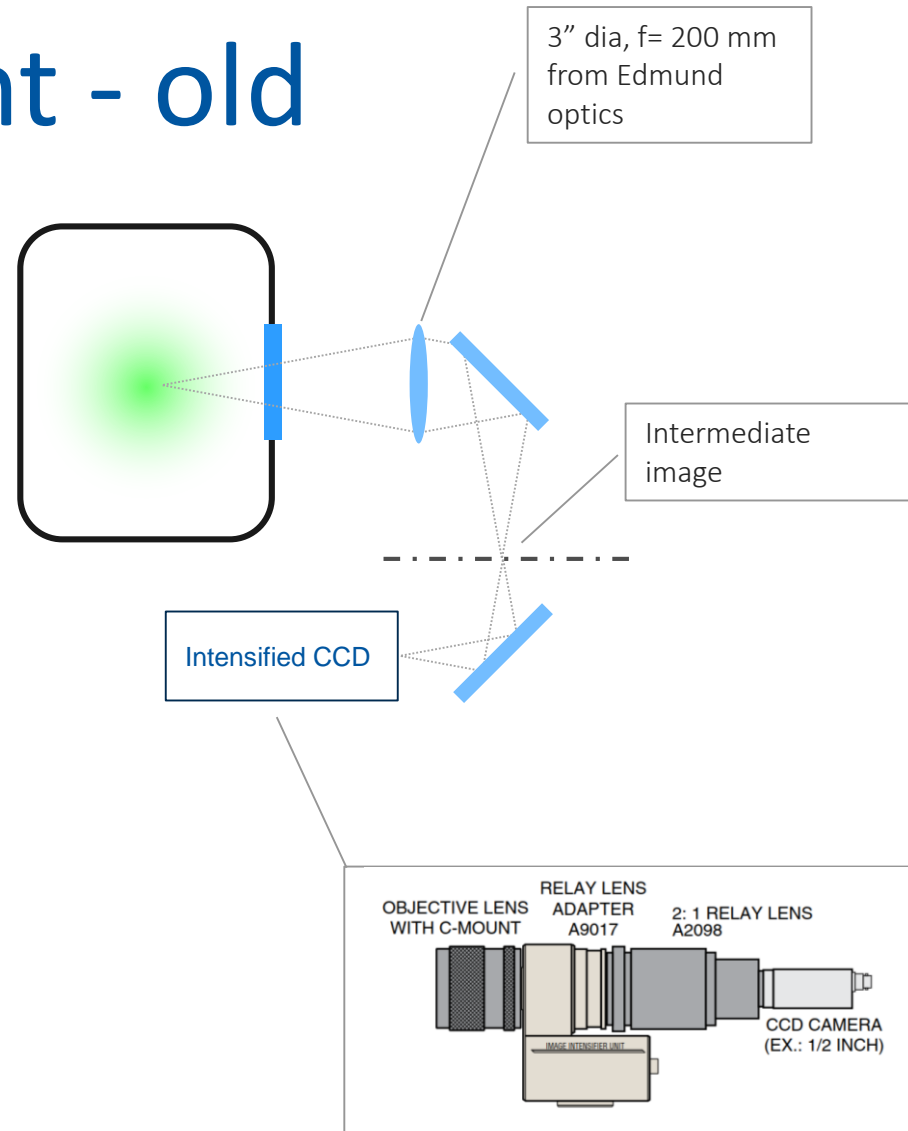 nt - old
3” dia, f= 200 mm
from Edmund
optics
Intermediate
image
Intensified CCD
OBJECTIVE LENS
WITH C-MOUNT
RELAY LENS
ADAPTER
A9017
2: 1 RELAY LENS
A2098
IMAGE INTENSIFIER UNIT
CCD CAMERA
(EX.: 1/2 INCH)